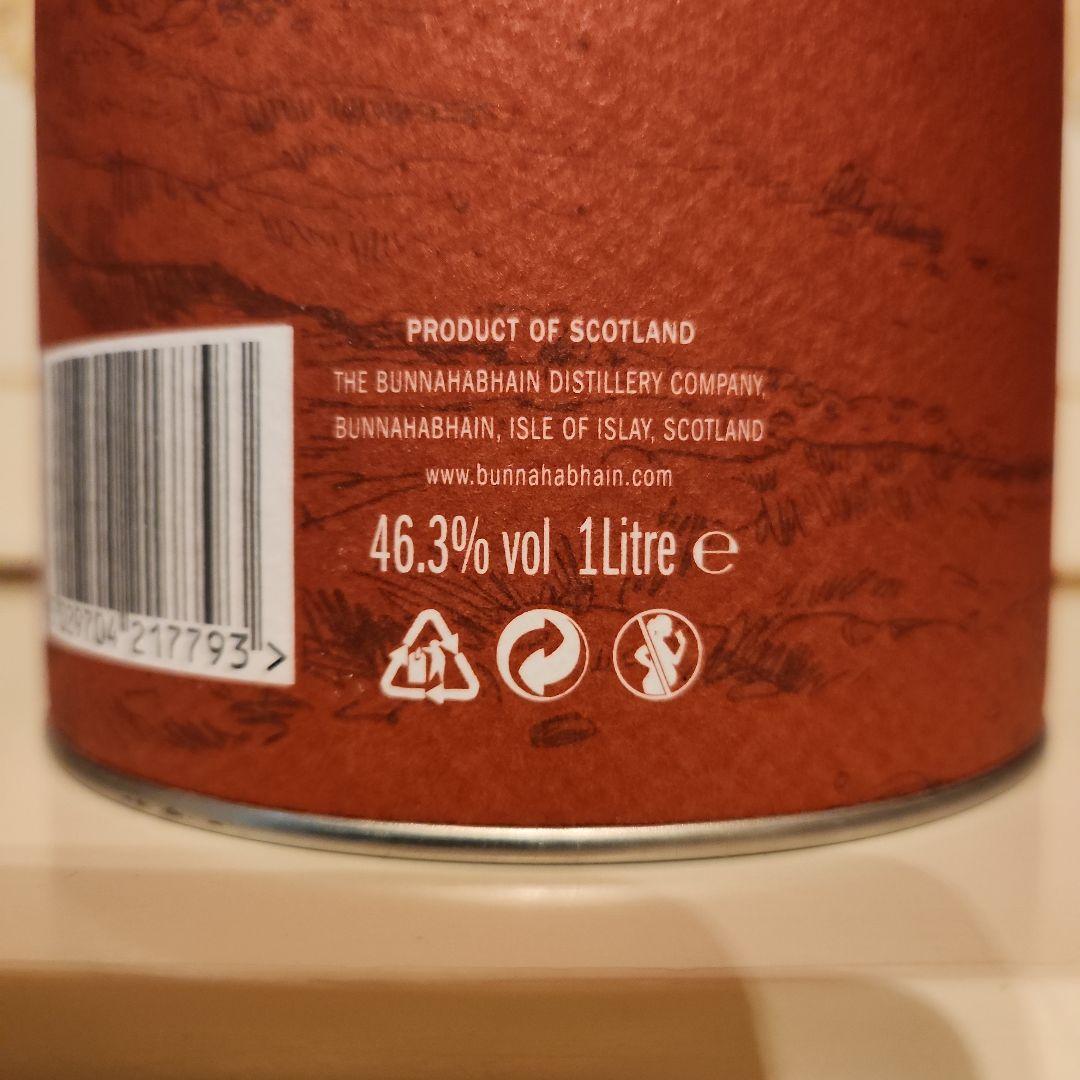 PRODUCT OF SCOTLAND
THE BUNNAHABHAIN DISTILLERY COMPANY,
BUNNAHABHAIN, ISLE OF ISLAY, SCOTLAND
www.bunnahabhain.com
46.3% vol 1Litre ℮
029704 217793 >